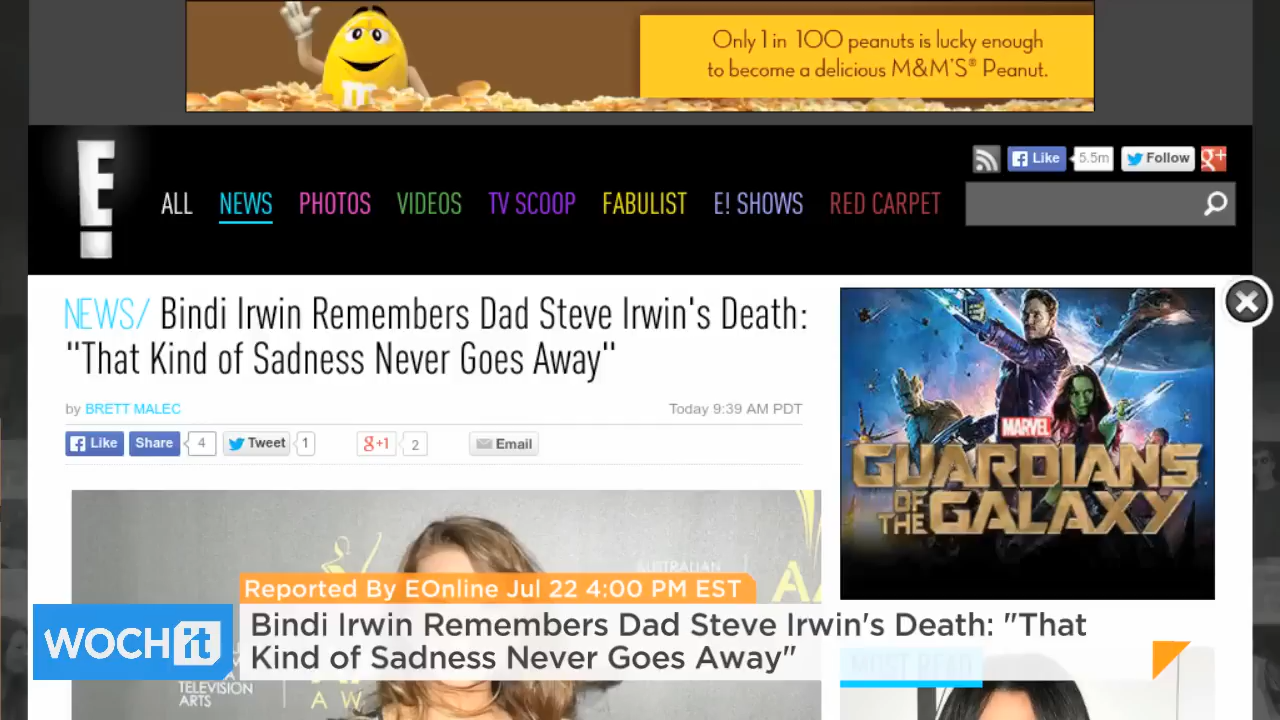 Only 1 in 100 peanuts is lucky enough
to become a delicious M&M'S® Peanut.
m
E!
Like
5.5m
Follow
g+
ALL NEWS PHOTOS VIDEOS TV SCOOP FABULIST E! SHOWS RED CARPET
NEWS/ Bindi Irwin Remembers Dad Steve Irwin's Death:
"That Kind of Sadness Never Goes Away"
by BRETT MALEC
Today 9:39 AM PDT
Like Share 4 Tweet 1 g+1 2 Email
MARVEL
GUARDIANS
OF THE
GALAXY
AUSTRALIAN
Reported By EOnline Jul 22 4:00 PM EST
WOCHit
Bindi Irwin Remembers Dad Steve Irwin's Death: "That
Kind of Sadness Never Goes Away"
MUST READ
TELEVISION
ARTS